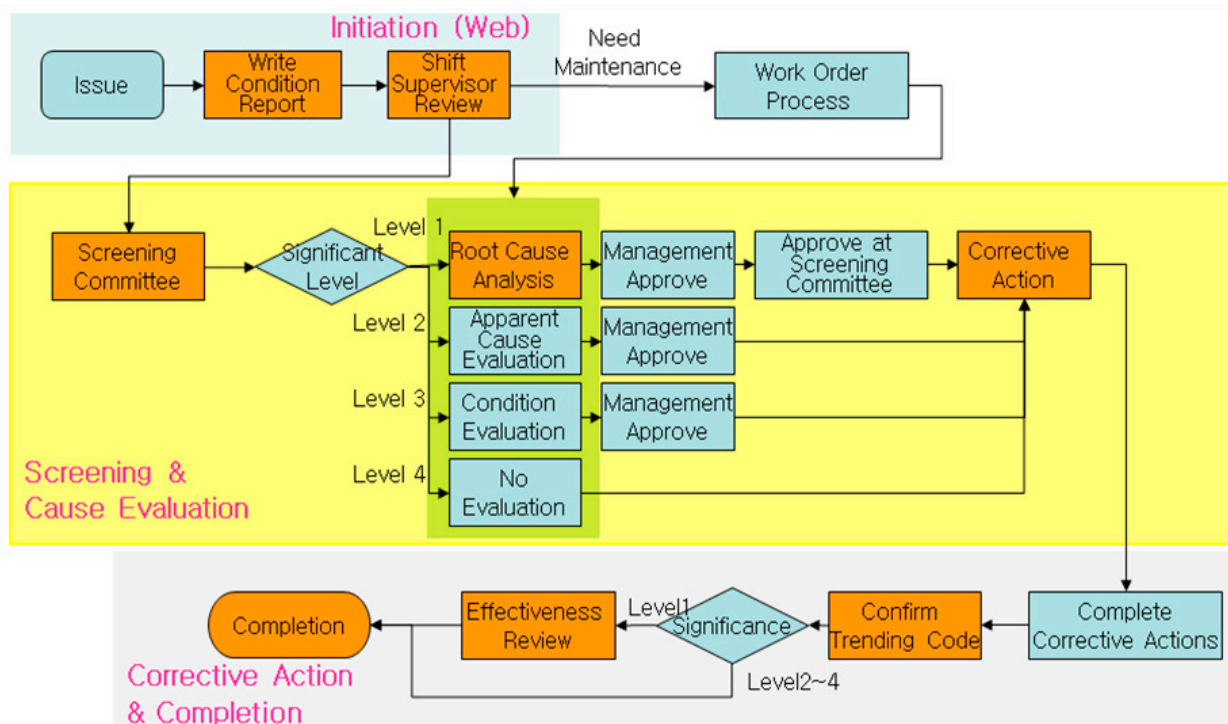 Initiation (Web)
Issue
Write
Condition
Report
Shift
Supervisor
Review
Need
Maintenance
Work Order
Process
Screening
Committee
Significant
Level
Level 1
Root Cause
Analysis
Management
Approve
Approve at
Screening
Committee
Corrective
Action
Level 2
Apparent
Cause
Evaluation
Management
Approve
Level 3
Condition
Evaluation
Management
Approve
Level 4
No
Evaluation
Screening &
Cause Evaluation
Completion
Effectiveness
Review
Level1
Significance
Level2~4
Confirm
Trending Code
Complete
Corrective Actions
Corrective Action
& Completion